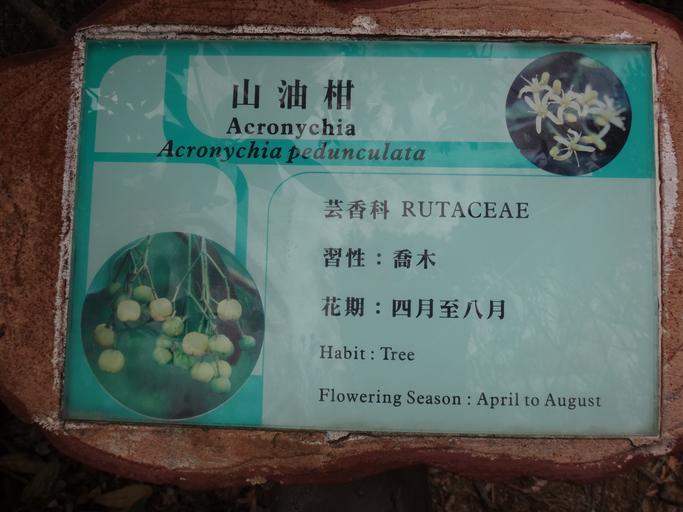 山油柑
Acronychia
Acronychia pedunculata
芸香科 RUTACEAE
習性：喬木
花期：四月至八月
Habit : Tree
Flowering Season : April to August